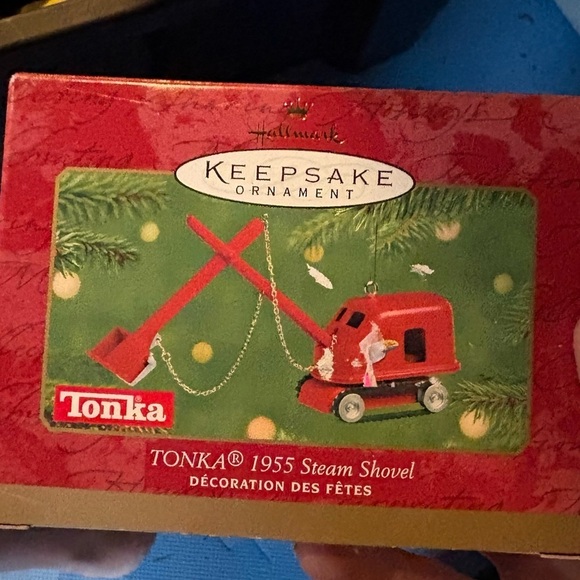 Hallmark
KEEPSAKE
ORNAMENT
Tonka
TONKA® 1955 Steam Shovel
DÉCORATION DES FÊTES